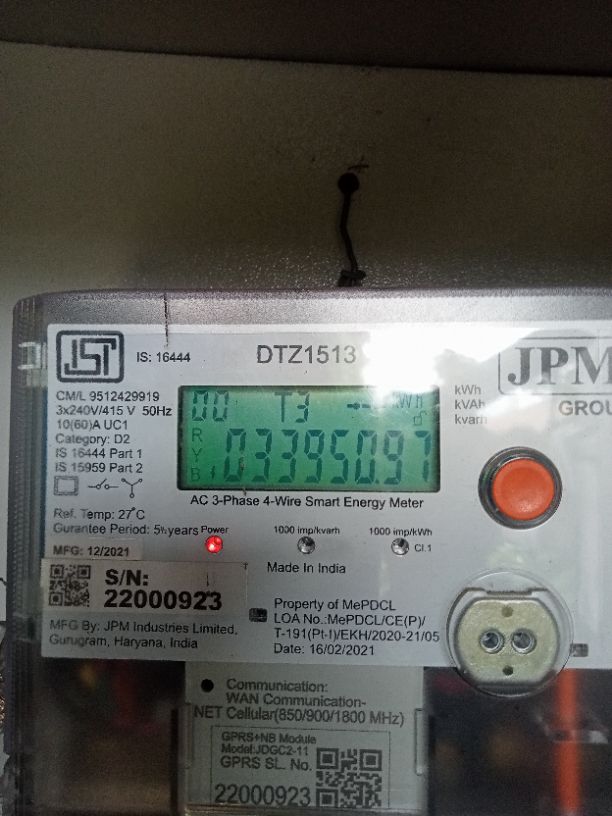 IS: 16444
DTZ1513
JPM
GROU
CM/L 9512429919
3x240V/415 V 50Hz
10(60)A UC1
Category: D2
IS 16444 Part 1
IS 15959 Part 2
00 T3 kWh
R
Y
B
033950.97
kWh
kVAh
kvarh
AC 3-Phase 4-Wire Smart Energy Meter
Ref. Temp: 27°C
Gurantee Period: 5½years
Power
1000 imp/kvarh
1000 imp/kWh
Cl.1
MFG: 12/2021
Made In India
S/N:
22000923
MFG By: JPM Industries Limited,
Gurugram, Haryana, India
Property of MePDCL
LOA No.:MePDCL/CE(P)/
T-191(Pt-I)/EKH/2020-21/05
Date: 16/02/2021
Communication:
WAN Communication-
NET Cellular(850/900/1800 MHz)
GPRS+NB Module
Model:JDGC2-11
GPRS SL. No.
22000923